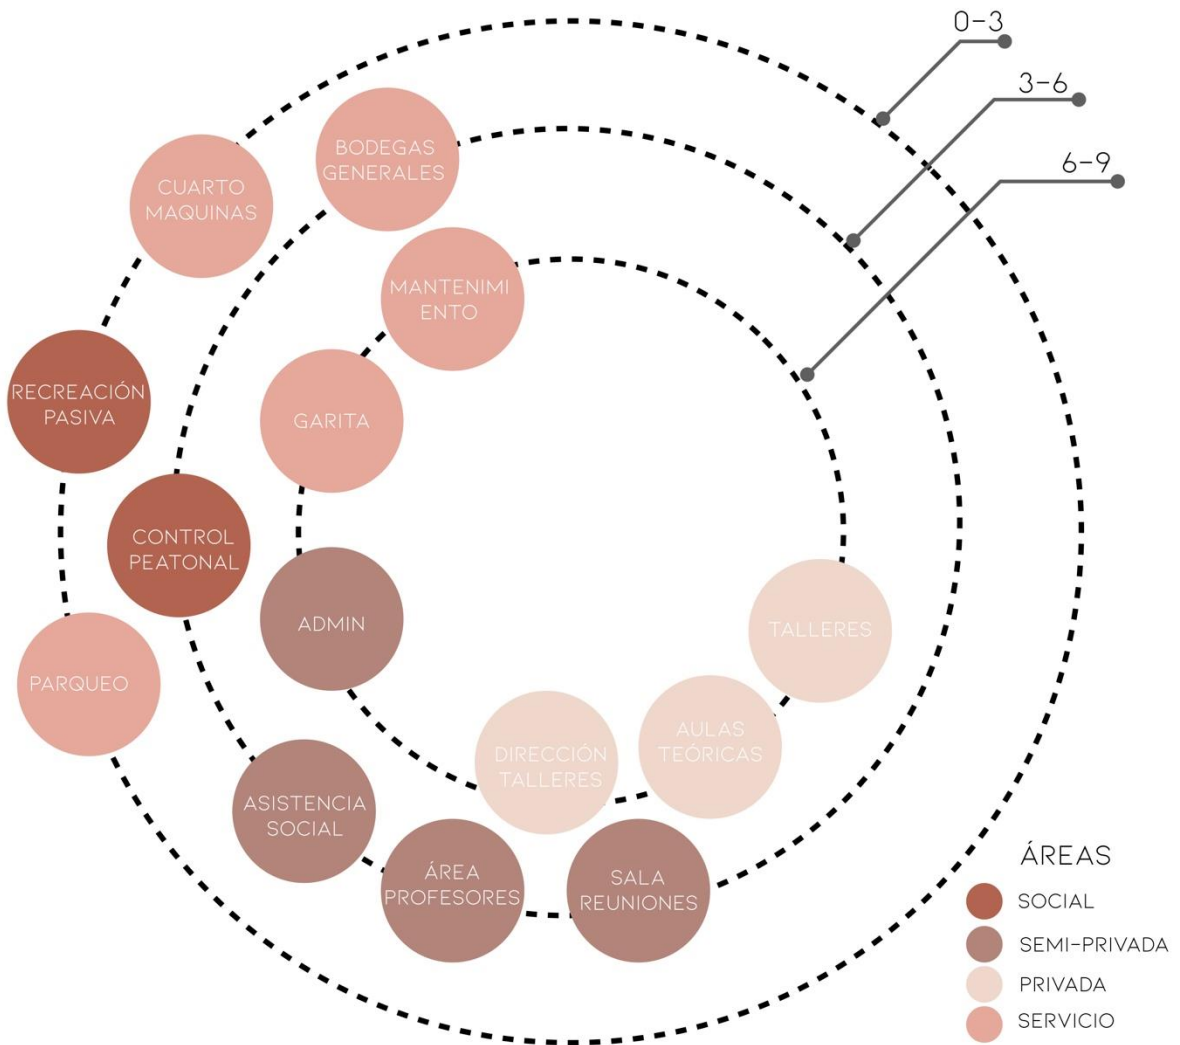 0-3
3-6
6-9
BODEGAS
GENERALES
CUARTO
MAQUINAS
MANTENIMI
ENTO
RECREACIÓN
PASIVA
GARITA
CONTROL
PEATONAL
ADMIN
TALLERES
PARQUEO
AULAS
TEÓRICAS
DIRECCIÓN
TALLERES
ASISTENCIA
SOCIAL
ÁREA
PROFESORES
SALA
REUNIONES
ÁREAS
SOCIAL
SEMI-PRIVADA
PRIVADA
SERVICIO